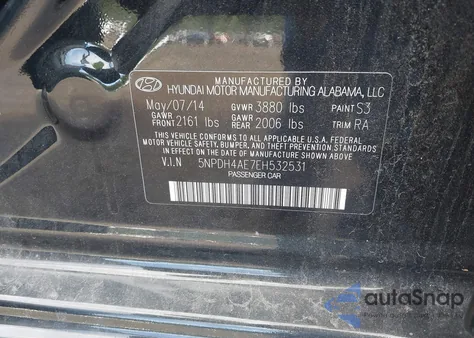 MANUFACTURED BY
HYUNDAI MOTOR MANUFACTURING ALABAMA, LLC
May/07/14 GVWR 3880 lbs PAINT S3
GAWR FRONT 2161 lbs GAWR REAR 2006 lbs TRIM RA
THIS VEHICLE CONFORMS TO ALL APPLICABLE U.S.A. FEDERAL
MOTOR VEHICLE SAFETY, BUMPER, AND THEFT PREVENTION STANDARDS
IN EFFECT ON THE DATE OF MANUFACTURE SHOWN ABOVE.
V.I.N 5NPDH4AE7EH532531
PASSENGER CAR
autoSnap